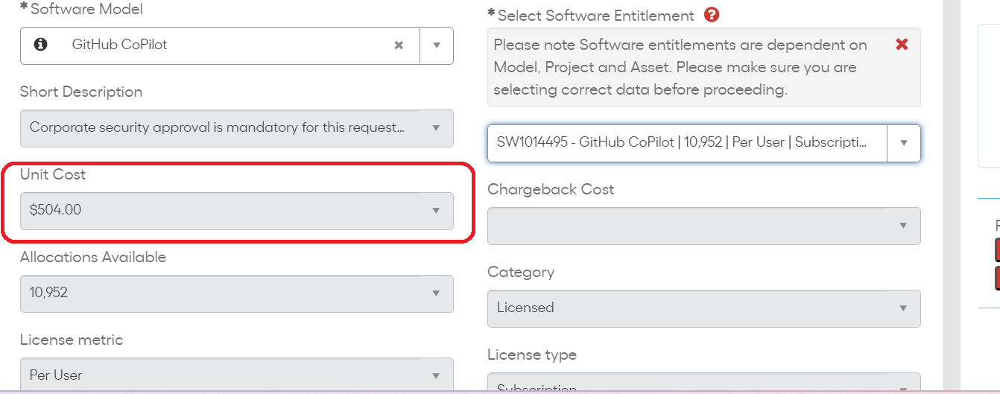 *Software Model
GitHub CoPilot
Short Description
Corporate security approval is mandatory for this request...
Unit Cost
$504.00
Allocations Available
10,952
License metric
Per User
*Select Software Entitlement
Please note Software entitlements are dependent on
Model, Project and Asset. Please make sure you are
selecting correct data before proceeding.
SW1014495 - GitHub CoPilot | 10,952 | Per User | Subscripti...
Chargeback Cost
Category
Licensed
License type
Subscription